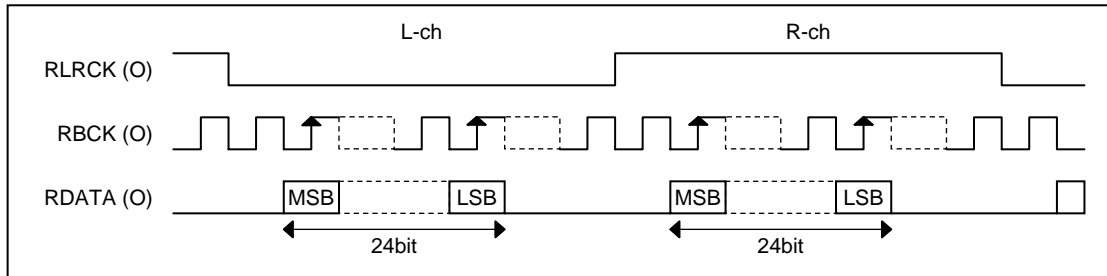 L-ch R-ch
RLRCK (O)
RBCK (O)
RDATA (O) MSB LSB MSB LSB
24bit 24bit